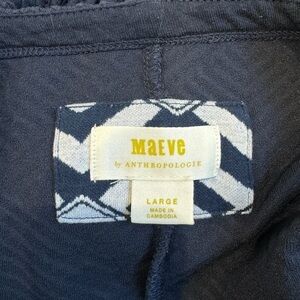 MAEVE
by ANTHROPOLOGIE
LARGE
MADE IN
CAMBODIA